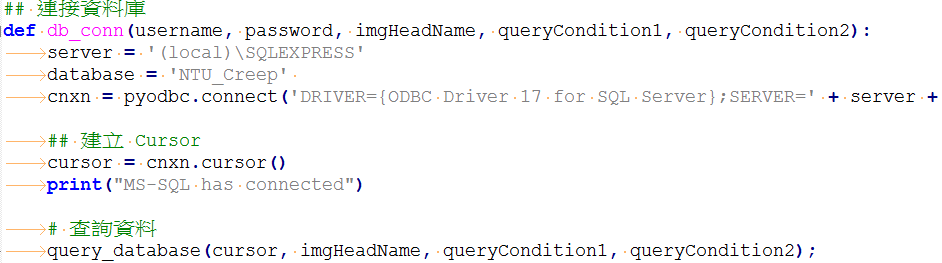 ## 連接資料庫
def db_conn(username, password, imgHeadName, queryCondition1, queryCondition2):
server = '(local)\SQLEXPRESS'
database = 'NTU_Creep'
cnxn = pyodbc.connect('DRIVER={ODBC Driver 17 for SQL Server};SERVER=' + server +
## 建立 Cursor
cursor = cnxn.cursor()
print("MS-SQL has connected")
# 查詢資料
query_database(cursor, imgHeadName, queryCondition1, queryCondition2);